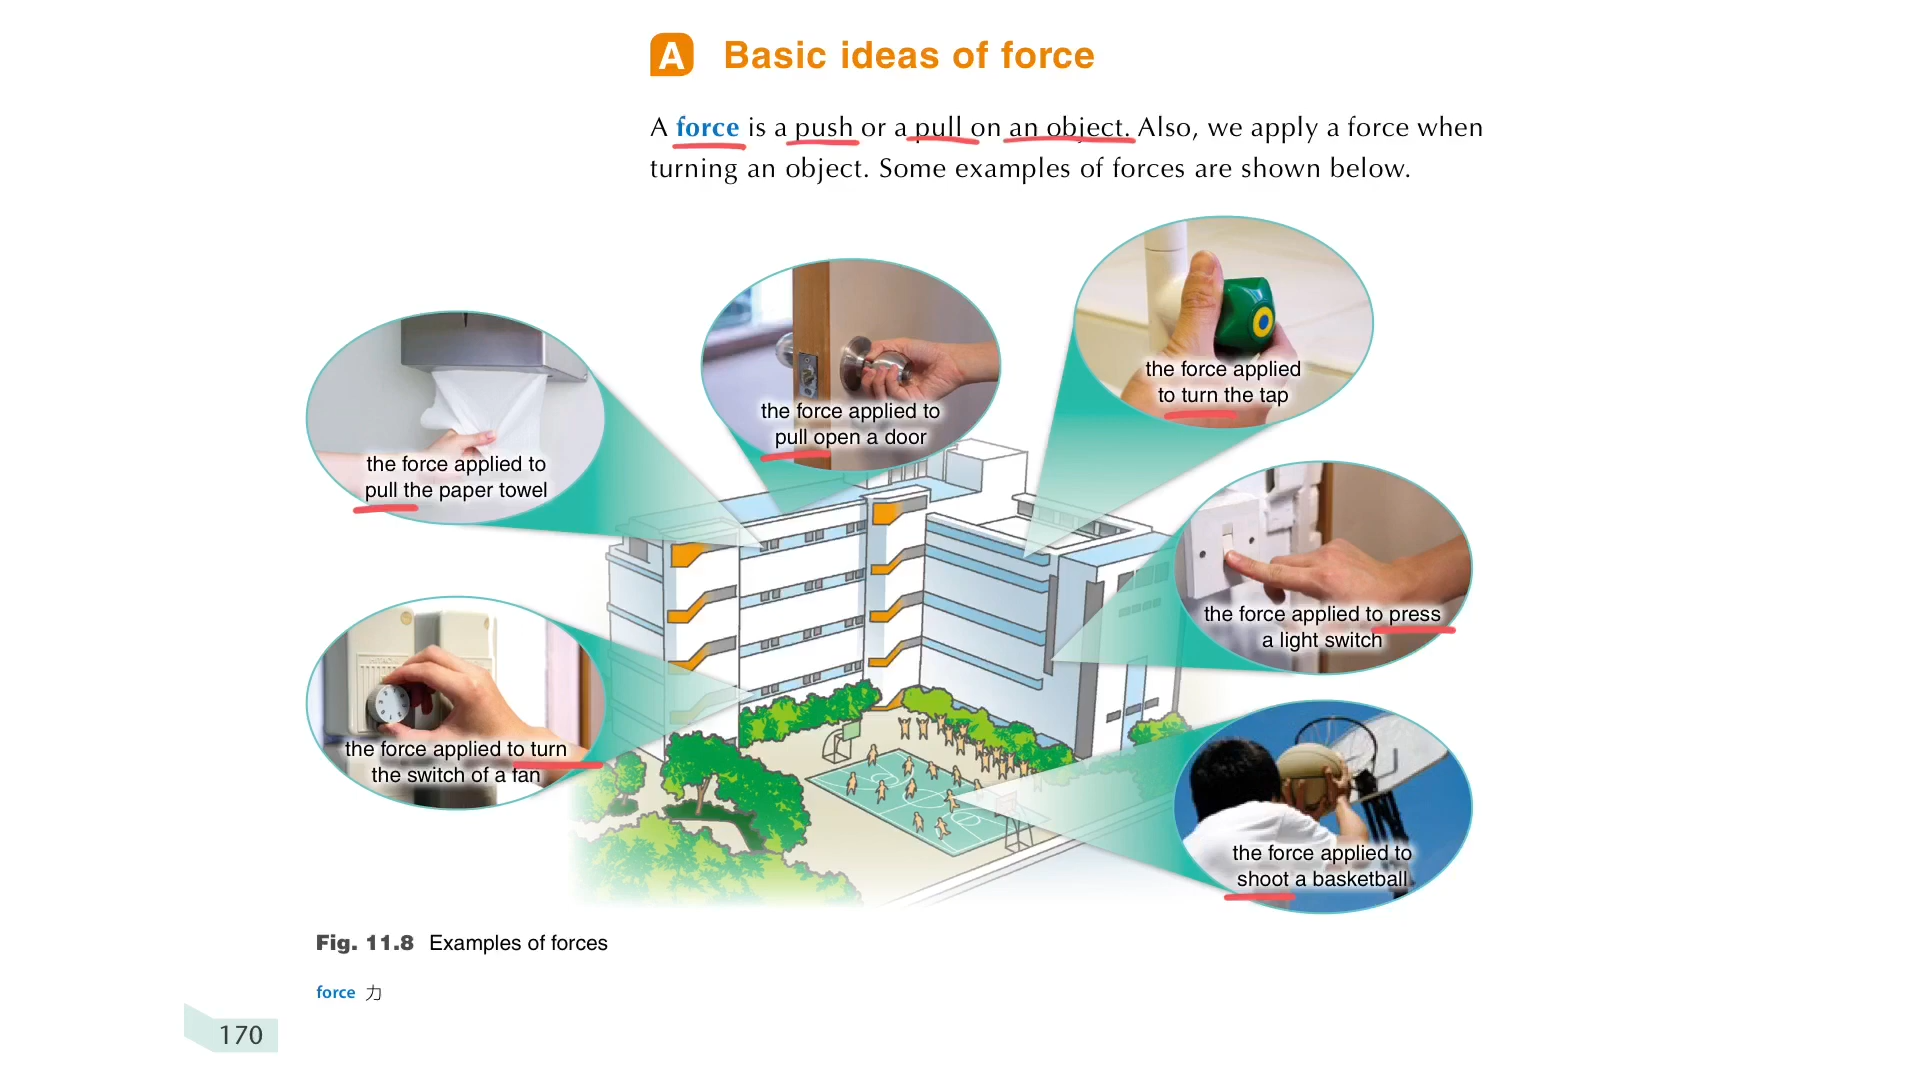 A Basic ideas of force
A force is a push or a pull on an object. Also, we apply a force when
turning an object. Some examples of forces are shown below.
the force applied to
pull the paper towel
the force applied to
pull open a door
the force applied
to turn the tap
the force applied to press
a light switch
the force applied to turn
the switch of a fan
the force applied to
shoot a basketball
Fig. 11.8 Examples of forces
force 力
170